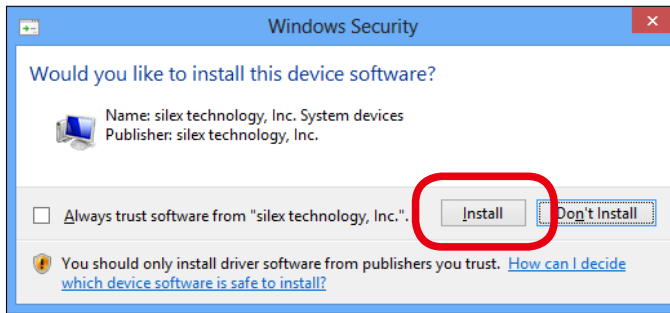 Windows Security
Would you like to install this device software?
Name: silex technology, Inc. System devices
Publisher: silex technology, Inc.
Always trust software from "silex technology, Inc.".
Install
Don't Install
You should only install driver software from publishers you trust. How can I decide
which device software is safe to install?